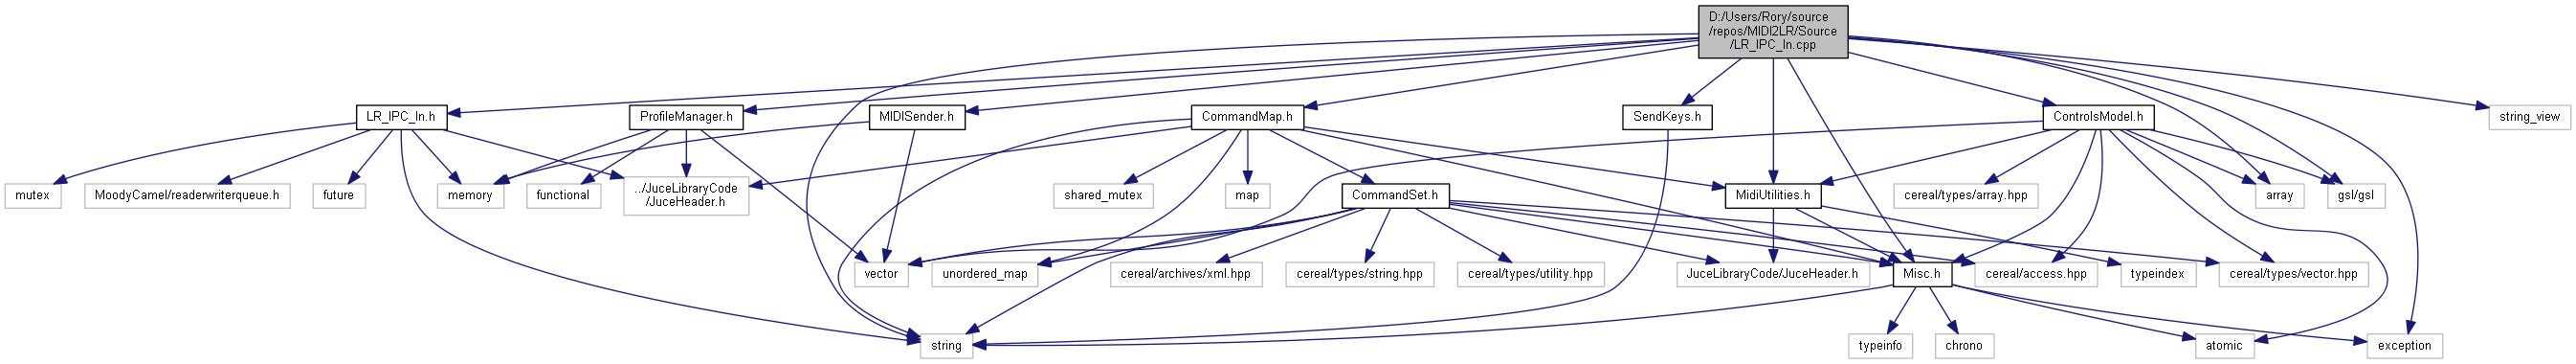 D:/Users/Rory/source
/repos/MIDI2LR/Source
/LR_IPC_In.cpp
LR_IPC_In.h
ProfileManager.h
MIDISender.h
CommandMap.h
SendKeys.h
ControlsModel.h
string_view
mutex
MoodyCamel/readerwriterqueue.h
future
memory
functional
../JuceLibraryCode
/JuceHeader.h
shared_mutex
map
CommandSet.h
MidiUtilities.h
cereal/types/array.hpp
array
gsl/gsl
vector
unordered_map
cereal/archives/xml.hpp
cereal/types/string.hpp
cereal/types/utility.hpp
JuceLibraryCode/JuceHeader.h
Misc.h
cereal/access.hpp
typeindex
cereal/types/vector.hpp
string
typeinfo
chrono
atomic
exception